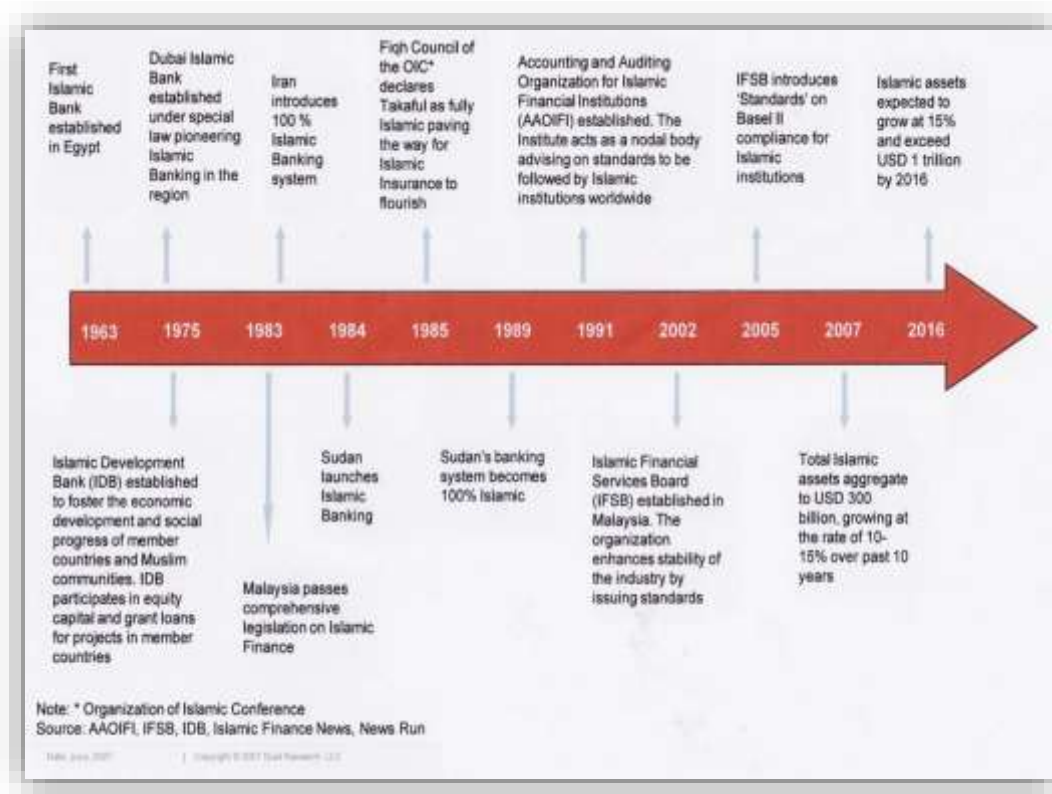 First
Islamic
Bank
established
in Egypt
Dubai Islamic
Bank
established
under special
law pioneering
Islamic
Banking in the
region
Iran
introduces
100 %
Islamic
Banking
system
Fiqh Council of
the OIC*
declares
Takaful as fully
Islamic paving
the way for
Islamic
Insurance to
flourish
Accounting and Auditing
Organization for Islamic
Financial Institutions
(AAOIFI) established. The
Institute acts as a nodal body
advising on standards to be
followed by Islamic
institutions worldwide
IFSB introduces
'Standards' on
Basel II
compliance for
Islamic
institutions
Islamic assets
expected to
grow at 15%
and exceed
USD 1 trillion
by 2016
1963 1975 1983 1984 1985 1989 1991 2002 2005 2007 2016
Islamic Development
Bank (IDB) established
to foster the economic
development and social
progress of member
countries and Muslim
communities. IDB
participates in equity
capital and grant loans
for projects in member
countries
Malaysia passes
comprehensive
legislation on Islamic
Finance
Sudan
launches
Islamic
Banking
Sudan's banking
system becomes
100% Islamic
Islamic Financial
Services Board
(IFSB) established in
Malaysia. The
organization
enhances stability of
the industry by
issuing standards
Total Islamic
assets aggregate
to USD 300
billion, growing at
the rate of 10-
15% over past 10
years
Note: * Organization of Islamic Conference
Source: AAOIFI, IFSB, IDB, Islamic Finance News, News Run